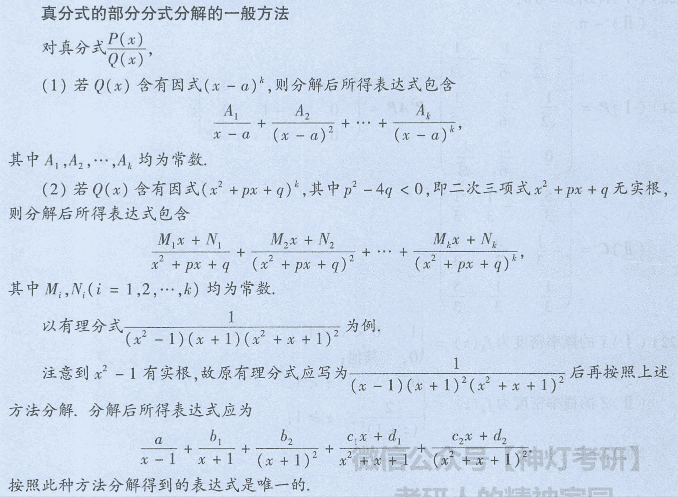 真分式的部分分式分解的一般方法
对真分式\frac{P(x)}{Q(x)},
(1) 若 Q(x) 含有因式(x - a)^k,则分解后所得表达式包含
\frac{A_1}{x - a} + \frac{A_2}{(x - a)^2} + ⋯ + \frac{A_k}{(x - a)^k},
其中 A_1,A_2,⋯,A_k 均为常数.
(2) 若 Q(x) 含有因式(x^2 + px + q)^k,其中 p^2 - 4q < 0,即二次三项式 x^2 + px + q 无实根,
则分解后所得表达式包含
\frac{M_1x + N_1}{x^2 + px + q} + \frac{M_2x + N_2}{(x^2 + px + q)^2} + ⋯ + \frac{M_kx + N_k}{(x^2 + px + q)^k},
其中 M_i,N_i(i = 1,2,⋯,k) 均为常数.
以有理分式\frac{1}{(x^2 - 1)(x + 1)(x^2 + x + 1)^2} 为例.
注意到 x^2 - 1 有实根,故原有理分式应写为\frac{1}{(x - 1)(x + 1)^2(x^2 + x + 1)^2}后再按照上述
方法分解. 分解后所得表达式应为
\frac{a}{x - 1} + \frac{b_1}{x + 1} + \frac{b_2}{(x + 1)^2} + \frac{c_1x + d_1}{x^2 + x + 1} + \frac{c_2x + d_2}{(x^2 + x + 1)^2}.
微信公众号【神灯考研】
按照此种方法分解得到的表达式是唯一的.
考研人的精神家园